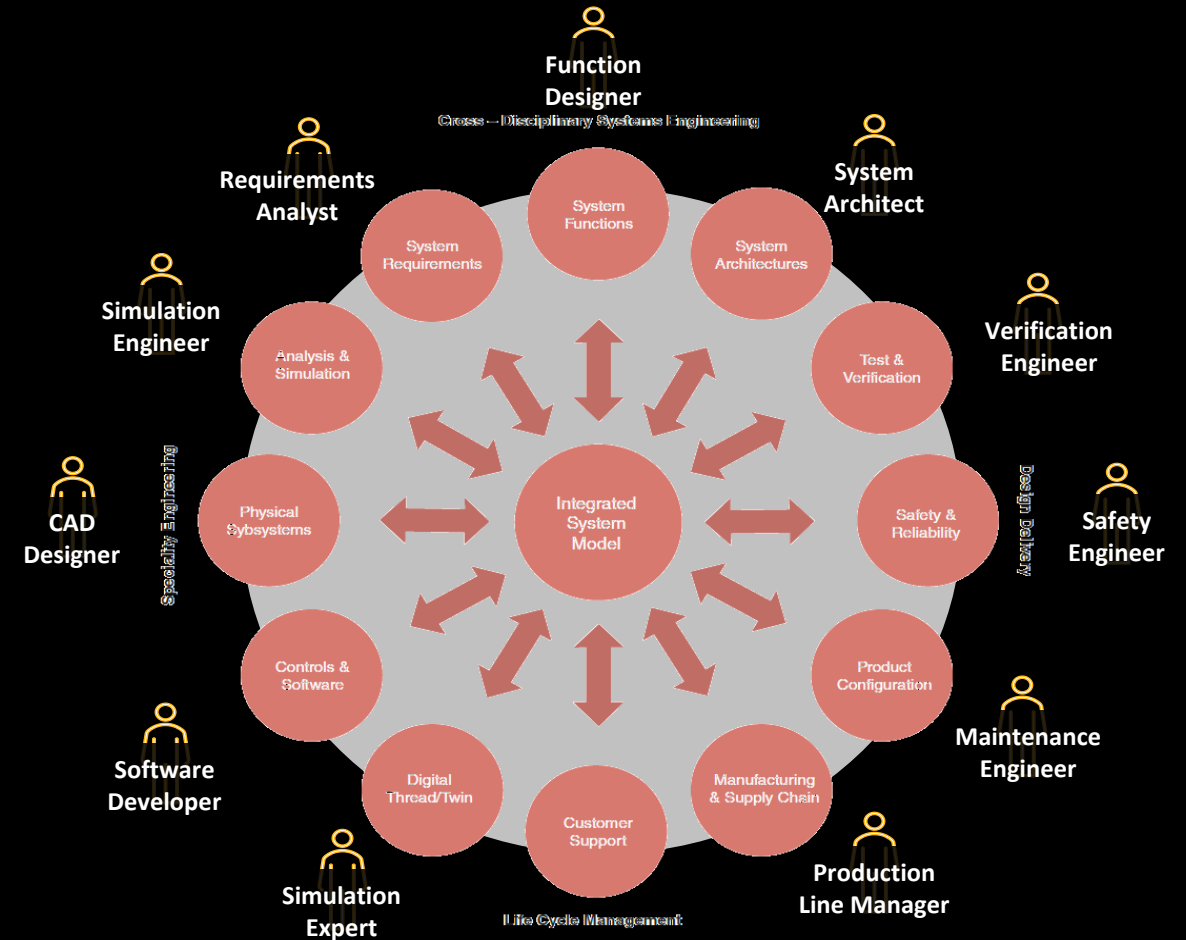 Function
Designer
Cross – Disciplinary Systems Engineering
Requirements
Analyst
System
Architect
System
Functions
System
Requirements
System
Architectures
Simulation
Engineer
Verification
Engineer
Analysis &
Simulation
Test &
Verification
Speciality Engineering
Design Delivery
CAD
Designer
Physical
Sybsystems
Integrated
System
Model
Safety &
Reliability
Safety
Engineer
Controls &
Software
Product
Configuration
Software
Developer
Maintenance
Engineer
Digital
Thread/Twin
Customer
Support
Manufacturing
& Supply Chain
Simulation
Expert
Production
Line Manager
Life Cycle Management